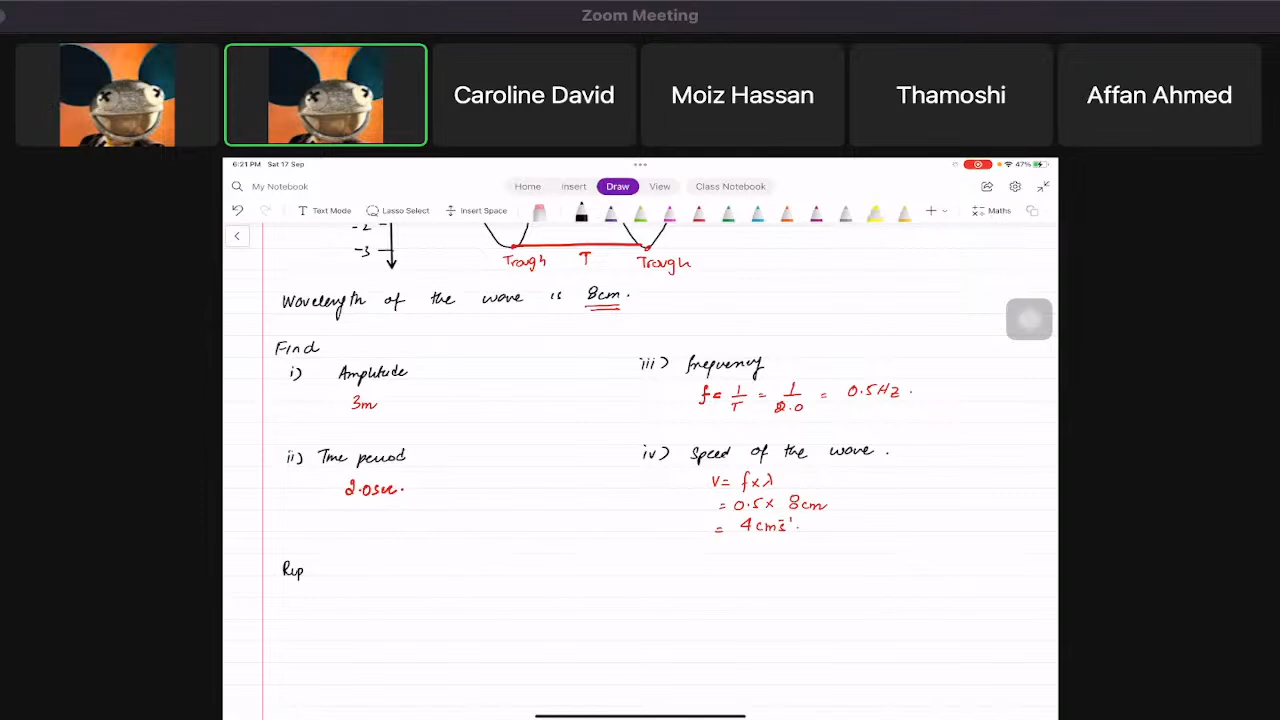 Zoom Meeting
Caroline David
Moiz Hassan
Thamoshi
Affan Ahmed
6:21 PM Sat 17 Sep
47%
My Notebook
Home Insert Draw View Class Notebook
Text Mode Lasso Select Insert Space Maths
-2
-3
Trough T Trough
Wavelength of the wave is 8cm.
Find
i) Amplitude
3m
ii) Time period
2.0sec.
iii) frequency
f = 1/T = 1/2.0 = 0.5Hz.
iv) Speed of the wave.
V = f×λ
= 0.5 × 8cm
= 4cms⁻¹.
Rip